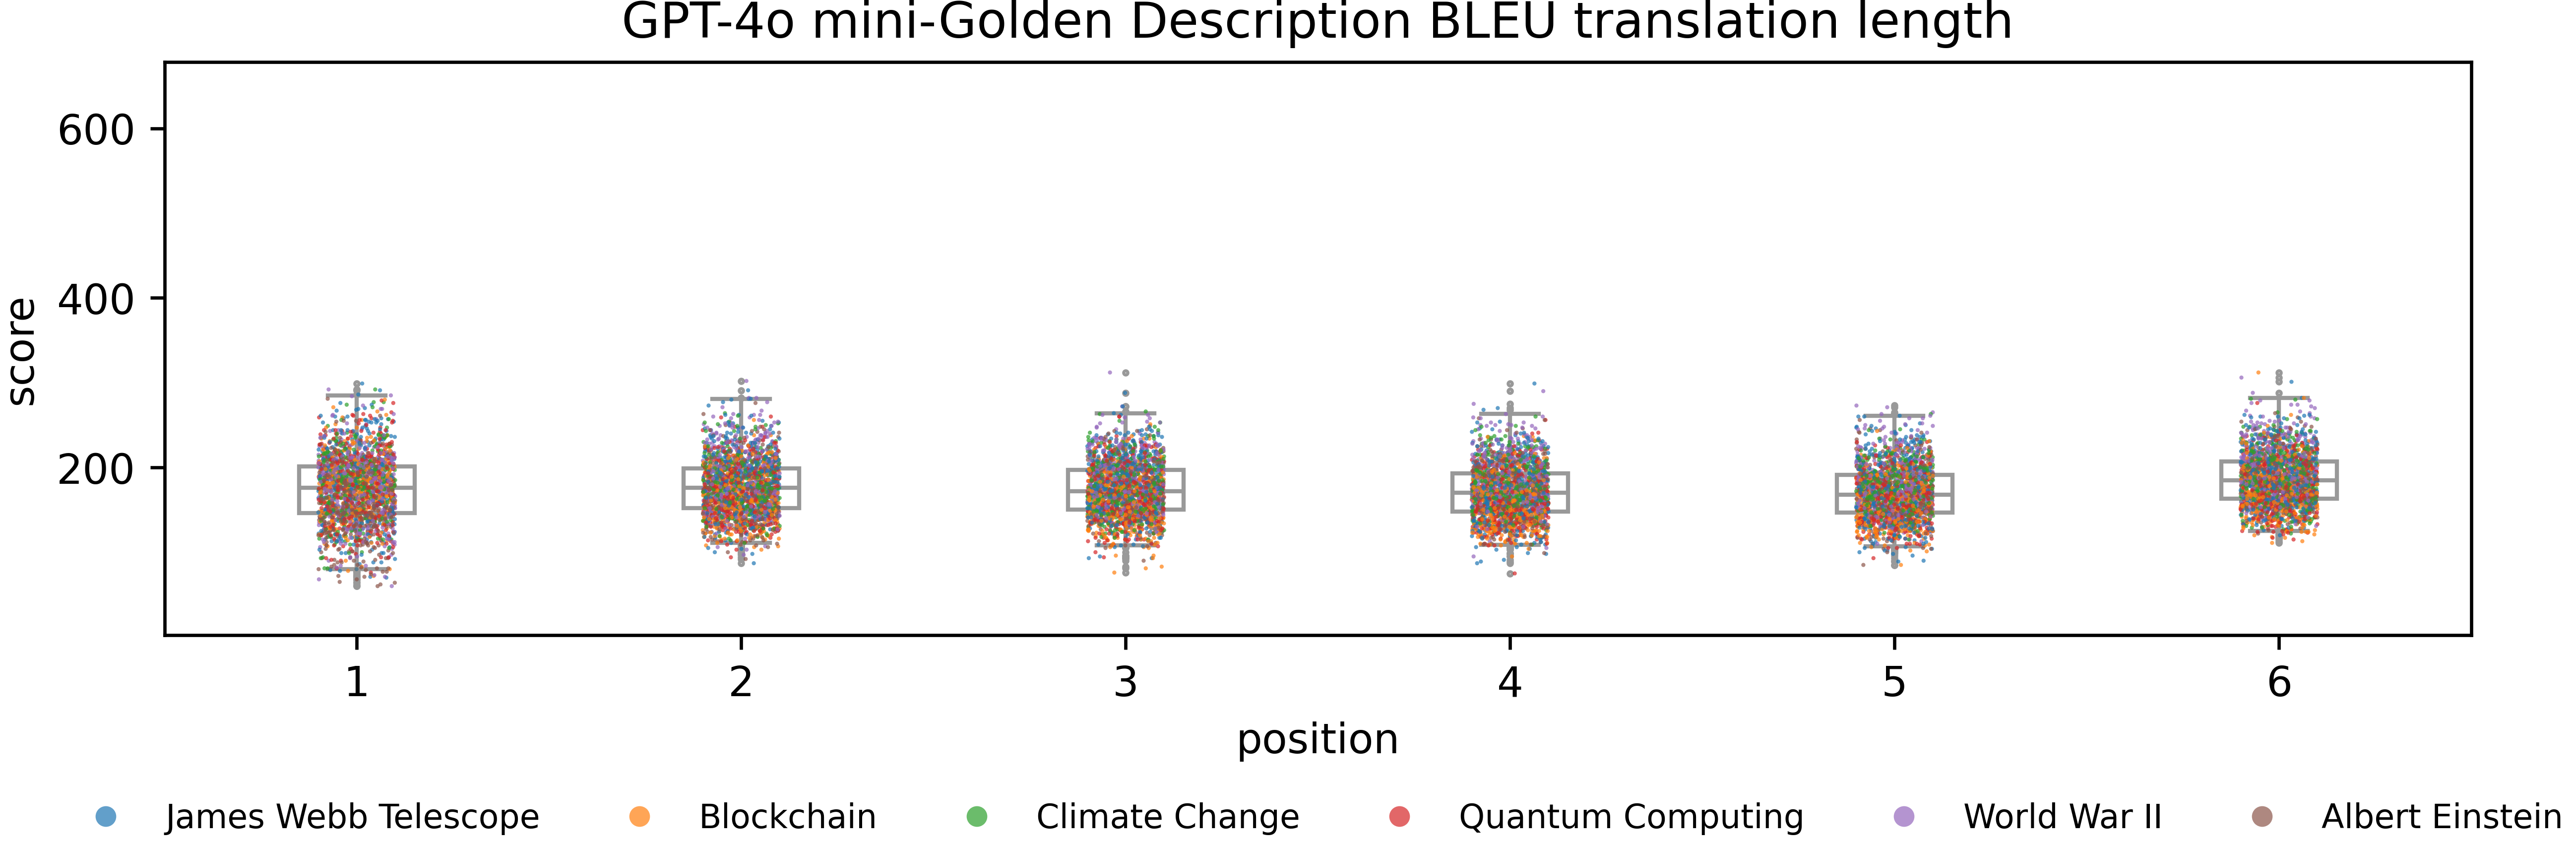 GPT-4o mini-Golden Description BLEU translation length
score
600
400
200
1 2 3 4 5 6
position
James Webb Telescope Blockchain Climate Change Quantum Computing World War II Albert Einstein